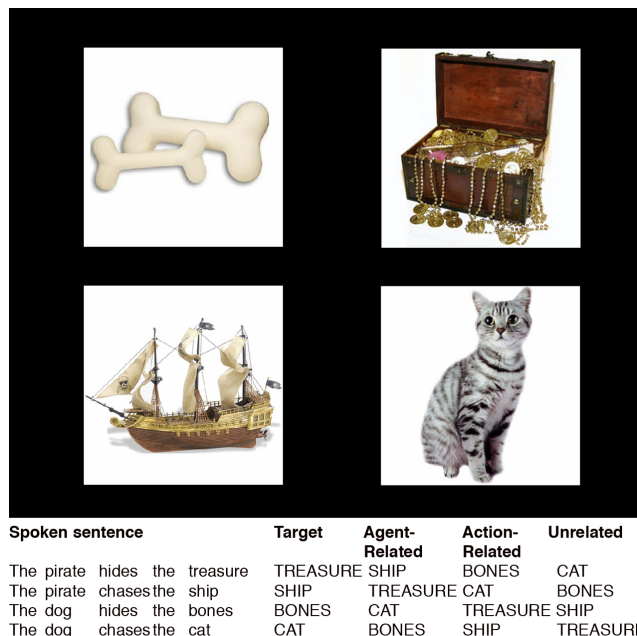 Spoken sentence Target Agent- Action- Unrelated
Related Related
The pirate hides the treasure TREASURE SHIP BONES CAT
The pirate chases the ship SHIP TREASURE CAT BONES
The dog hides the bones BONES CAT TREASURE SHIP
The dog chases the cat CAT BONES SHIP TREASUR